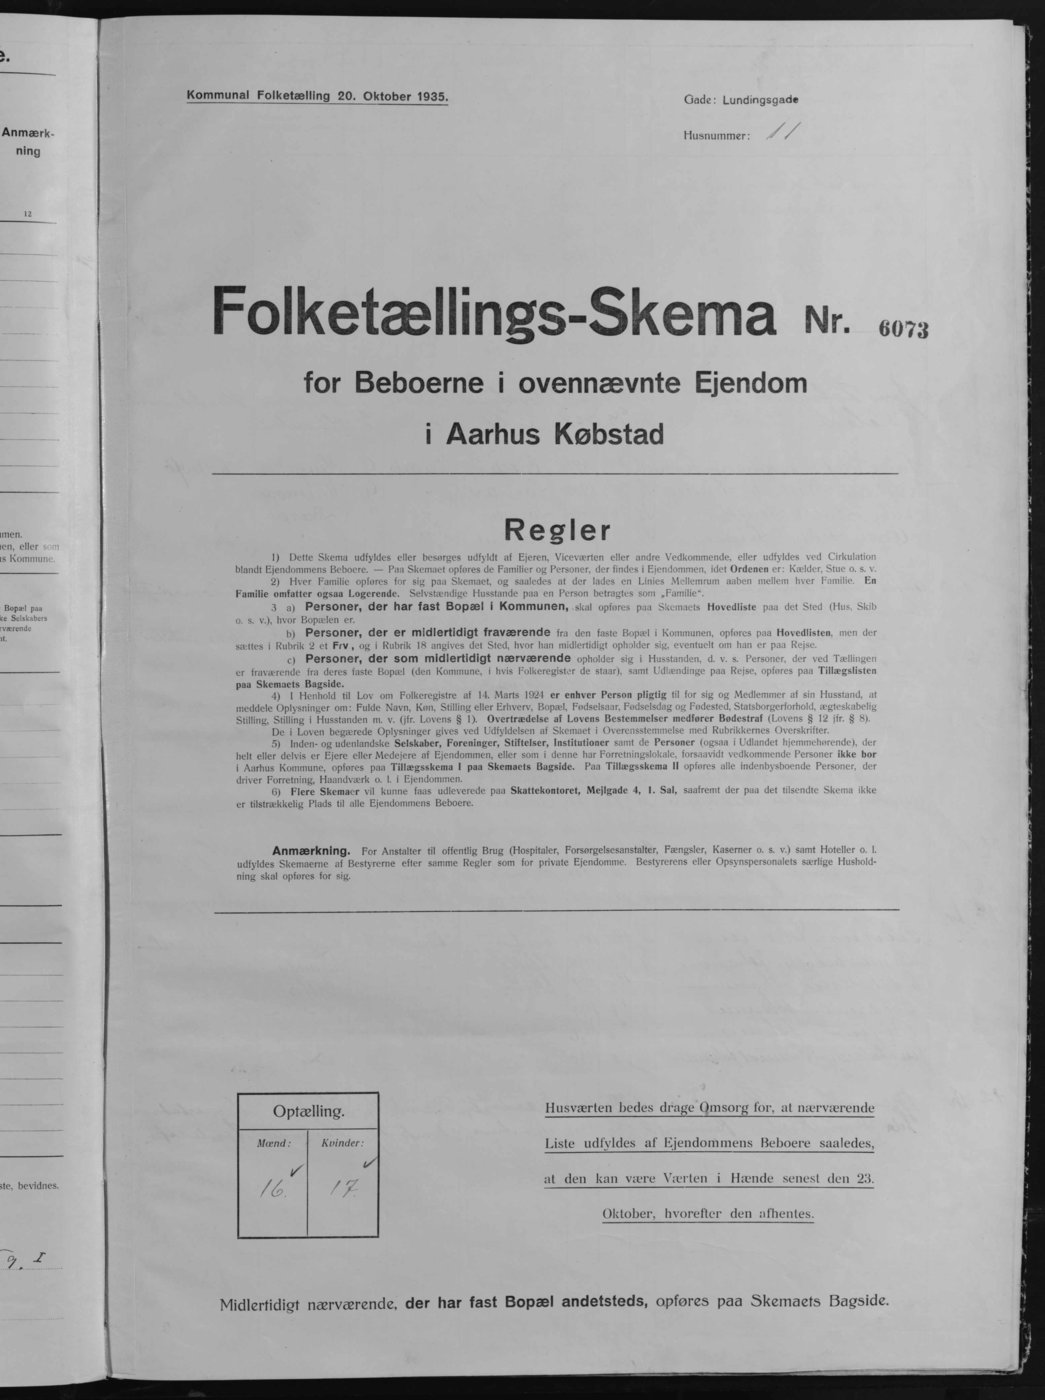 e.
Anmærk-
ning
12
men.
en, eller som
s Kommune.
Bopæl paa
ke Selskabers
rværende
nt.
ste, bevidnes.
9. I
Kommunal Folketælling 20. Oktober 1935.
Gade: Lundingsgade
Husnummer: 11
Folketællings-Skema Nr. 6073
for Beboerne i ovennævnte Ejendom
i Aarhus Købstad
Regler
1) Dette Skema udfyldes eller besørges udfyldt af Ejeren, Viceværten eller andre Vedkommende, eller udfyldes ved Cirkulation
blandt Ejendommens Beboere. — Paa Skemaet opføres de Familier og Personer, der findes i Ejendommen, idet Ordenen er: Kælder, Stue o. s. v.
2) Hver Familie opføres for sig paa Skemaet, og saaledes at der lades en Linies Mellemrum aaben mellem hver Familie. En
Familie omfatter ogsaa Logerende. Selvstændige Husstande paa en Person betragtes som „Familie“.
3 a) Personer, der har fast Bopæl i Kommunen, skal opføres paa Skemaets Hovedliste paa det Sted (Hus, Skib
o. s. v.), hvor Bopælen er.
b) Personer, der er midlertidigt fraværende fra den faste Bopæl i Kommunen, opføres paa Hovedlisten, men der
sættes i Rubrik 2 et Frv, og i Rubrik 18 angives det Sted, hvor han midlertidigt opholder sig, eventuelt om han er paa Rejse.
c) Personer, der som midlertidigt nærværende opholder sig i Husstanden, d. v. s. Personer, der ved Tællingen
er fraværende fra deres faste Bopæl (den Kommune, i hvis Folkeregister de staar), samt Udlændinge paa Rejse, opføres paa Tillægslisten
paa Skemaets Bagside.
4) I Henhold til Lov om Folkeregistre af 14. Marts 1924 er enhver Person pligtig til for sig og Medlemmer af sin Husstand, at
meddele Oplysninger om: Fulde Navn, Køn, Stilling eller Erhverv, Bopæl, Fødselsaar, Fødselsdag og Fødested, Statsborgerforhold, ægteskabelig
Stilling, Stilling i Husstanden m. v. (jfr. Lovens § 1). Overtrædelse af Lovens Bestemmelser medfører Bødestraf (Lovens § 12 jfr. § 8).
De i Loven begærede Oplysninger gives ved Udfyldelsen af Skemaet i Overensstemmelse med Rubrikkernes Overskrifter.
5) Inden- og udenlandske Selskaber, Foreninger, Stiftelser, Institutioner samt de Personer (ogsaa i Udlandet hjemmehørende), der
helt eller delvis er Ejere eller Medejere af Ejendommen, eller som i denne har Forretningslokale, forsaavidt vedkommende Personer ikke bor
i Aarhus Kommune, opføres paa Tillægsskema I paa Skemaets Bagside. Paa Tillægsskema II opføres alle indenbysboende Personer, der
driver Forretning, Haandværk o. l. i Ejendommen.
6) Flere Skemaer vil kunne faas udleverede paa Skattekontoret, Mejlgade 4, 1. Sal, saafremt der paa det tilsendte Skema ikke
er tilstrækkelig Plads til alle Ejendommens Beboere.
Anmærkning. For Anstalter til offentlig Brug (Hospitaler, Forsørgelsesanstalter, Fængsler, Kaserner o. s. v.) samt Hoteller o. l.
udfyldes Skemaerne af Bestyrerne efter samme Regler som for private Ejendomme. Bestyrerens eller Opsynspersonalets særlige Hushold-
ning skal opføres for sig.
Optælling.
Mænd: Kvinder:
16. 17.
Husværten bedes drage Omsorg for, at nærværende
Liste udfyldes af Ejendommens Beboere saaledes,
at den kan være Værten i Hænde senest den 23.
Oktober, hvorefter den afhentes.
Midlertidigt nærværende, der har fast Bopæl andetsteds, opføres paa Skemaets Bagside.